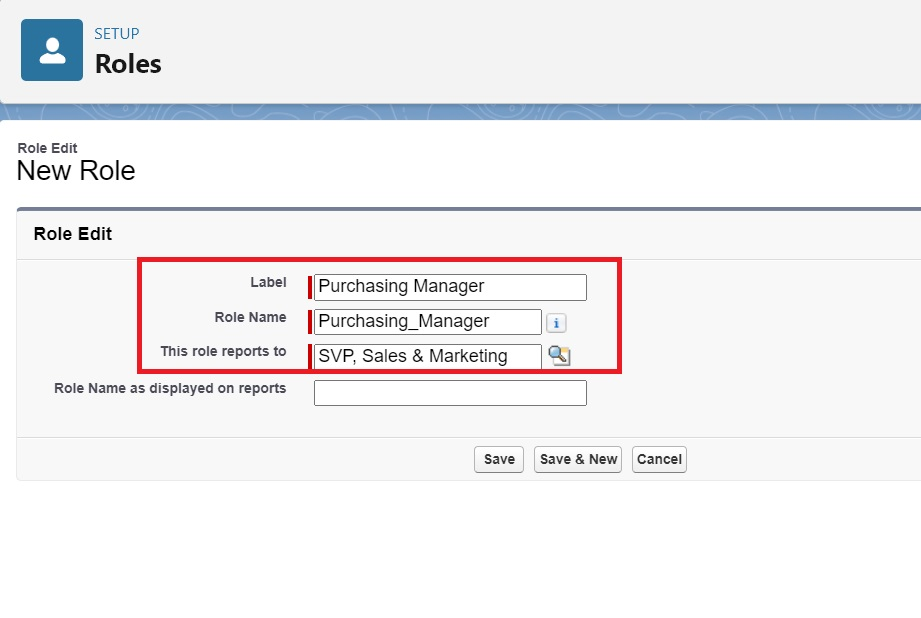 SETUP
Roles
Role Edit
New Role
Role Edit
Label Purchasing Manager
Role Name Purchasing_Manager i
This role reports to SVP, Sales & Marketing
Role Name as displayed on reports
Save Save & New Cancel